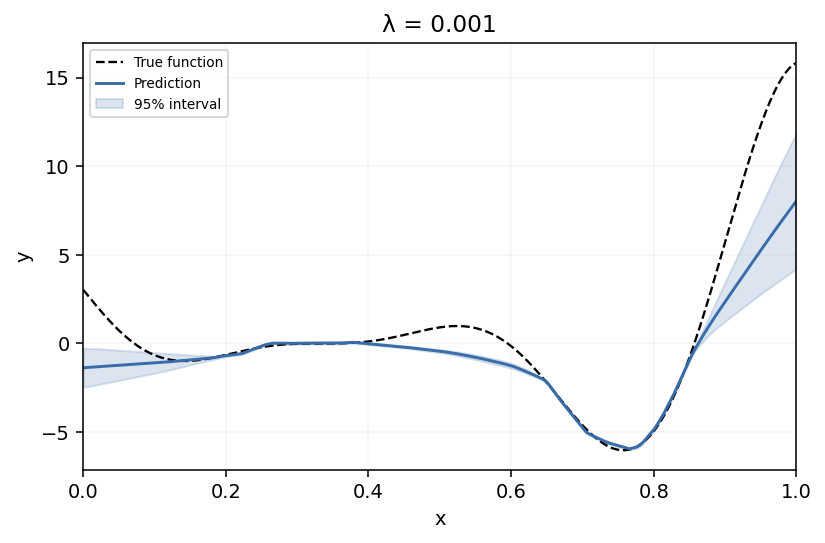 λ = 0.001
True function
Prediction
95% interval
15
10
5
0
−5
y
0.0 0.2 0.4 0.6 0.8 1.0
x